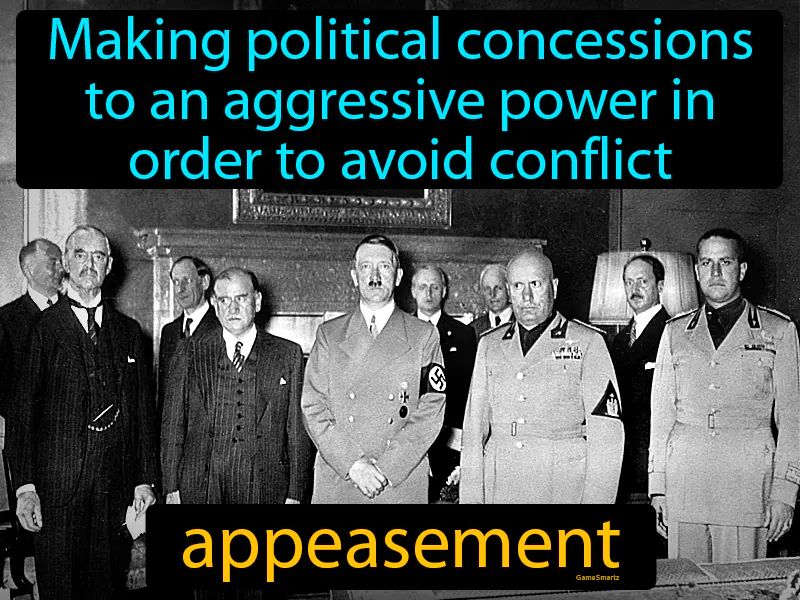 Making political concessions
to an aggressive power in
order to avoid conflict
appeasement
GameSmartz